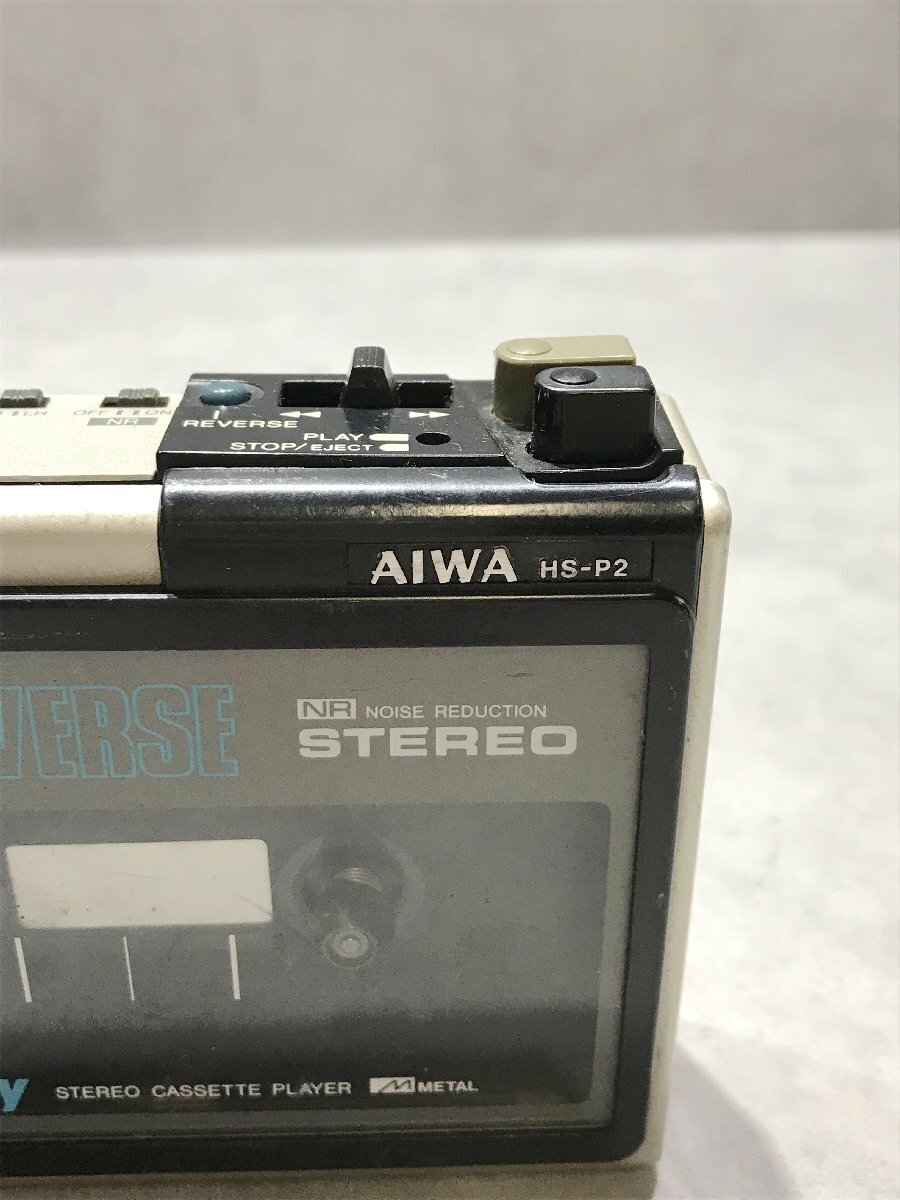 LH OFF ON
NR
REVERSE
PLAY
STOP/EJECT
AIWA HS-P2
VERSE
NR NOISE REDUCTION
STEREO
y STEREO CASSETTE PLAYER METAL